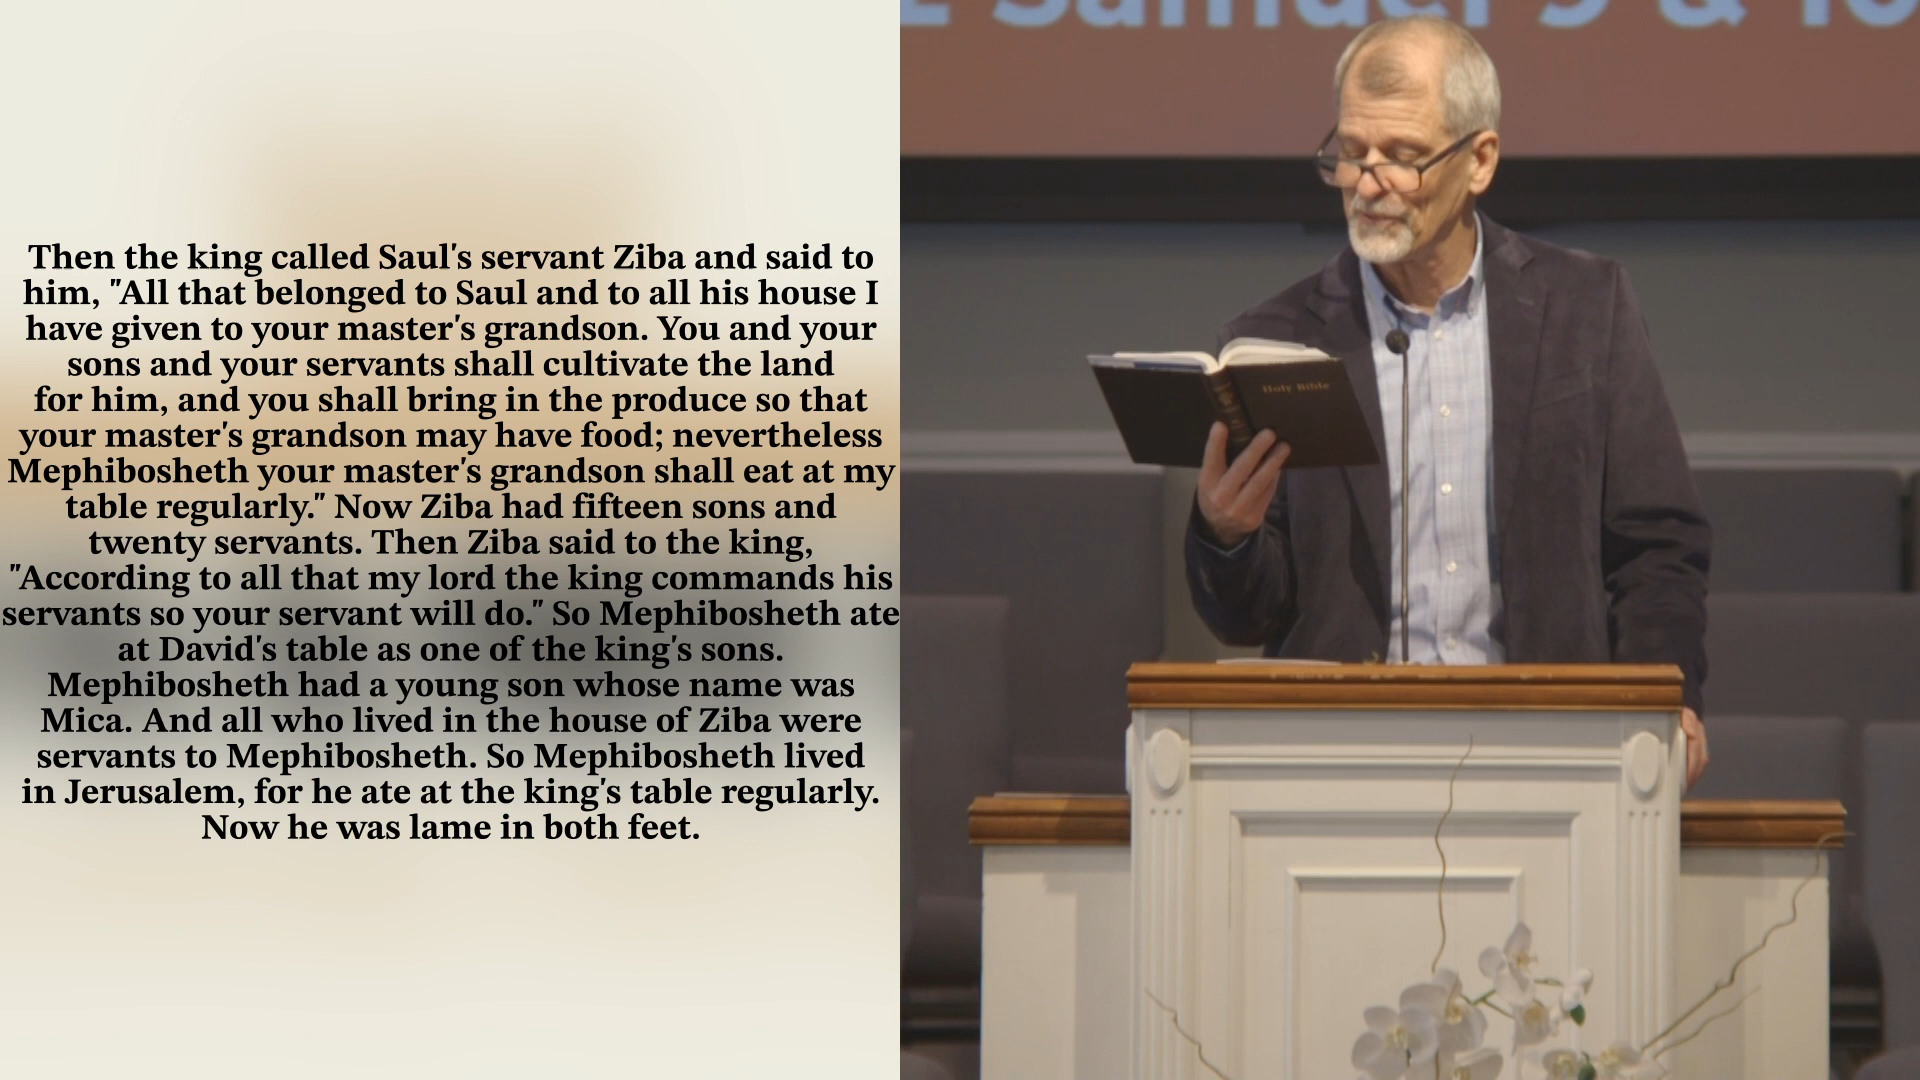 Then the king called Saul's servant Ziba and said to
him, "All that belonged to Saul and to all his house I
have given to your master's grandson. You and your
sons and your servants shall cultivate the land
for him, and you shall bring in the produce so that
your master's grandson may have food; nevertheless
Mephibosheth your master's grandson shall eat at my
table regularly." Now Ziba had fifteen sons and
twenty servants. Then Ziba said to the king,
"According to all that my lord the king commands his
servants so your servant will do." So Mephibosheth ate
at David's table as one of the king's sons.
Mephibosheth had a young son whose name was
Mica. And all who lived in the house of Ziba were
servants to Mephibosheth. So Mephibosheth lived
in Jerusalem, for he ate at the king's table regularly.
Now he was lame in both feet.
2 Samuel 9 & 10
Holy Bible